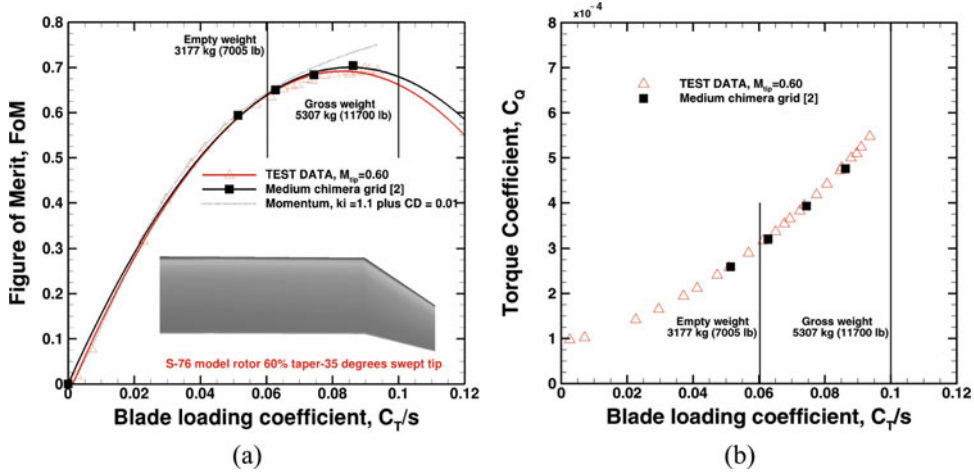 0.8
0.7
0.6
0.5
0.4
0.3
0.2
0.1
0
Figure of Merit, FoM
Empty weight
3177 kg (7005 lb)
Gross weight
5307 kg (11700 lb)
TEST DATA, M_tip=0.60
Medium chimera grid [2]
Momentum, ki =1.1 plus CD = 0.01
S-76 model rotor 60% taper-35 degrees swept tip
0 0.02 0.04 0.06 0.08 0.1 0.12
Blade loading coefficient, C_T/s
(a)
×10⁻⁴
8
7
6
5
4
3
2
1
0
Torque Coefficient, C_Q
TEST DATA, M_tip=0.60
Medium chimera grid [2]
Empty weight
3177 kg (7005 lb)
Gross weight
5307 kg (11700 lb)
0 0.02 0.04 0.06 0.08 0.1 0.12
Blade loading coefficient, C_T/s
(b)